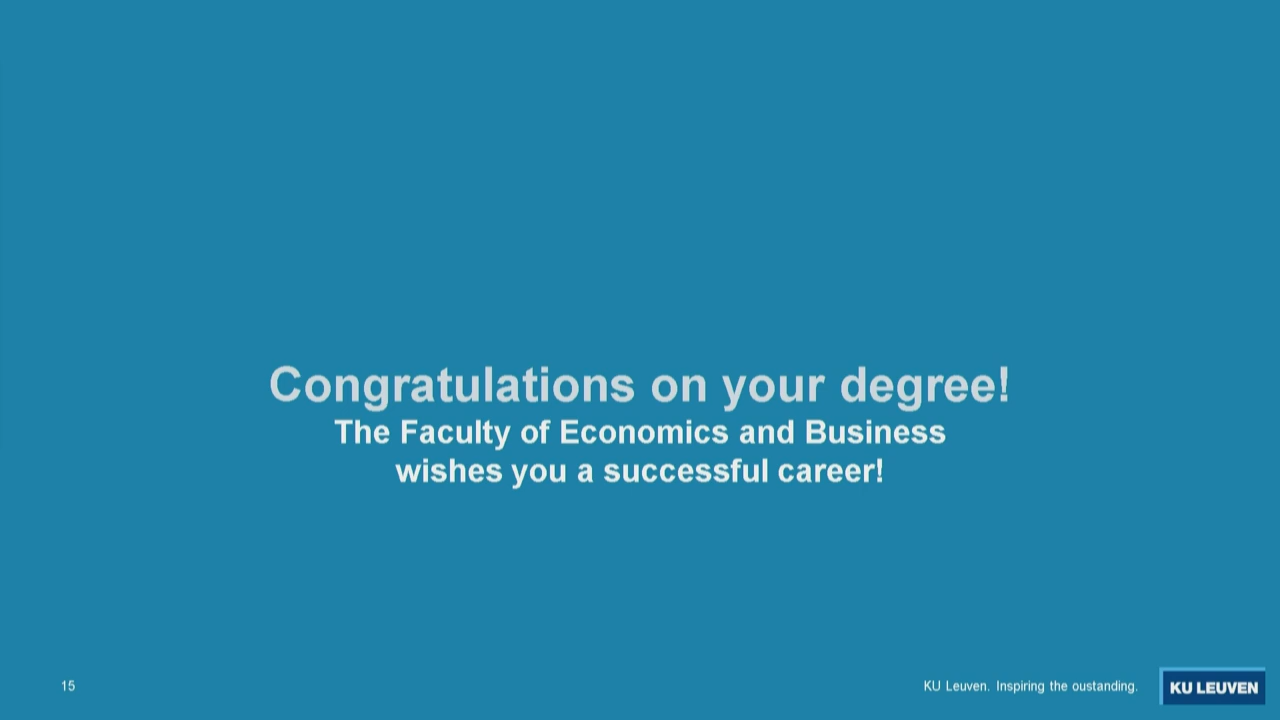 Congratulations on your degree!
The Faculty of Economics and Business
wishes you a successful career!
15
KU Leuven. Inspiring the oustanding.
KU LEUVEN